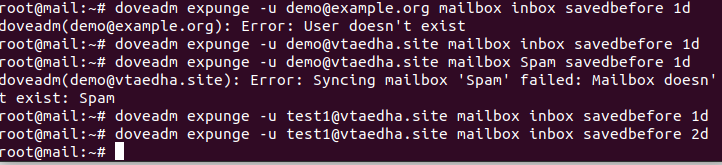 root@mail:~# doveadm expunge -u demo@example.org mailbox inbox savedbefore 1d
doveadm(demo@example.org): Error: User doesn't exist
root@mail:~# doveadm expunge -u demo@vtaedha.site mailbox inbox savedbefore 1d
root@mail:~# doveadm expunge -u demo@vtaedha.site mailbox Spam savedbefore 1d
doveadm(demo@vtaedha.site): Error: Syncing mailbox 'Spam' failed: Mailbox doesn'
t exist: Spam
root@mail:~# doveadm expunge -u test1@vtaedha.site mailbox inbox savedbefore 1d
root@mail:~# doveadm expunge -u test1@vtaedha.site mailbox inbox savedbefore 2d
root@mail:~#